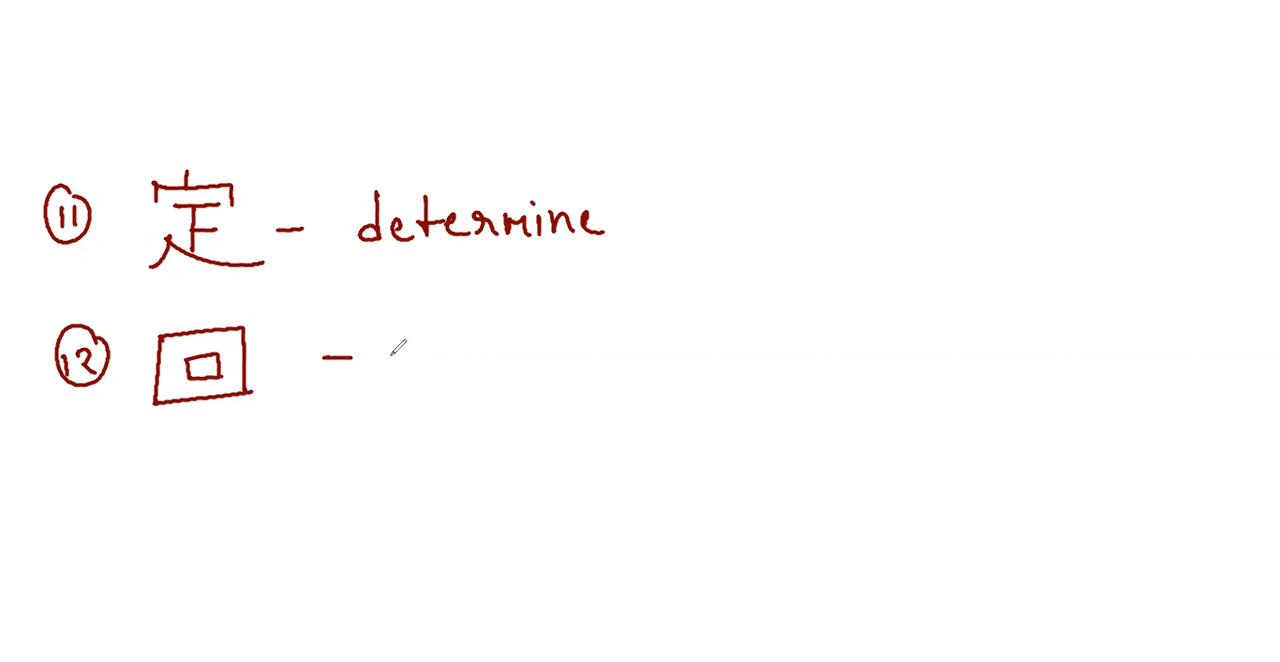 ⑪ 定 - determine
⑫ 回 -